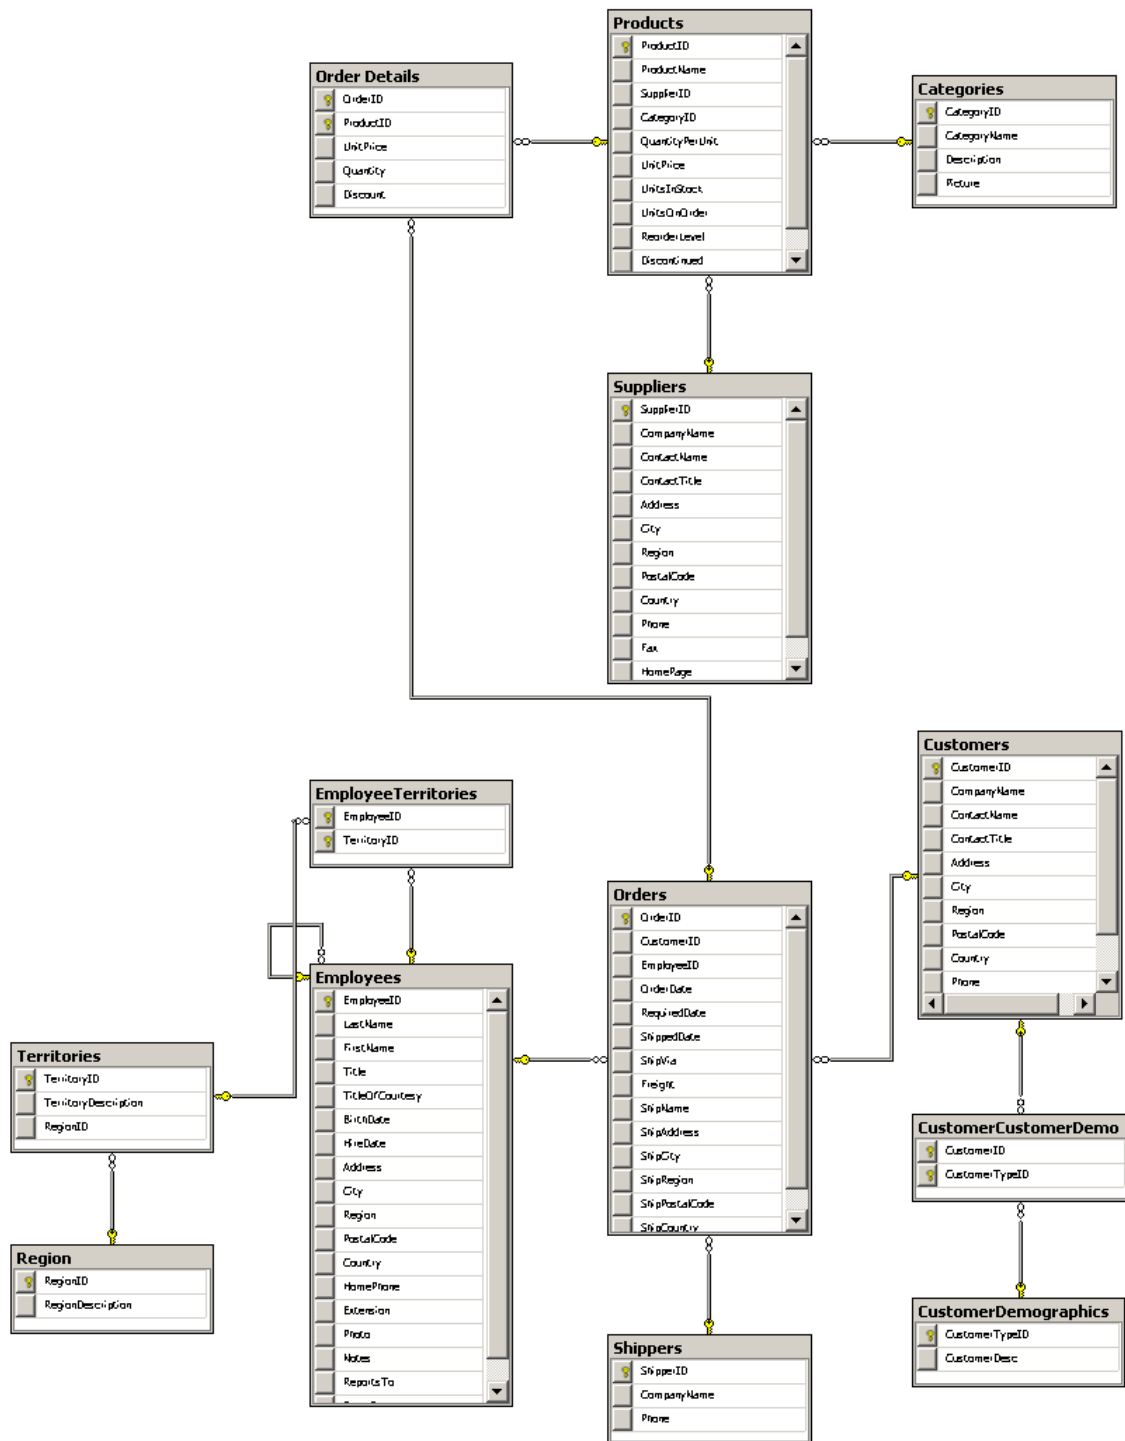 Products
ProductID
ProductName
SupplierID
CategoryID
QuantityPerUnit
UnitPrice
UnitsInStock
UnitsOnOrder
ReorderLevel
Discontinued
Order Details
OrderID
ProductID
UnitPrice
Quantity
Discount
Categories
CategoryID
CategoryName
Description
Picture
Suppliers
SupplierID
CompanyName
ContactName
ContactTitle
Address
City
Region
PostalCode
Country
Phone
Fax
HomePage
Customers
CustomerID
CompanyName
ContactName
ContactTitle
Address
City
Region
PostalCode
Country
Phone
EmployeeTerritories
EmployeeID
TerritoryID
Orders
OrderID
CustomerID
EmployeeID
OrderDate
RequiredDate
ShippedDate
ShipVia
Freight
ShipName
ShipAddress
ShipCity
ShipRegion
ShipPostalCode
ShipCountry
Employees
EmployeeID
LastName
FirstName
Title
TitleOfCourtesy
BirthDate
HireDate
Address
City
Region
PostalCode
Country
HomePhone
Extension
Photo
Notes
ReportsTo
Territories
TerritoryID
TerritoryDescription
RegionID
CustomerCustomerDemo
CustomerID
CustomerTypeID
Region
RegionID
RegionDescription
CustomerDemographics
CustomerTypeID
CustomerDesc
Shippers
ShipperID
CompanyName
Phone